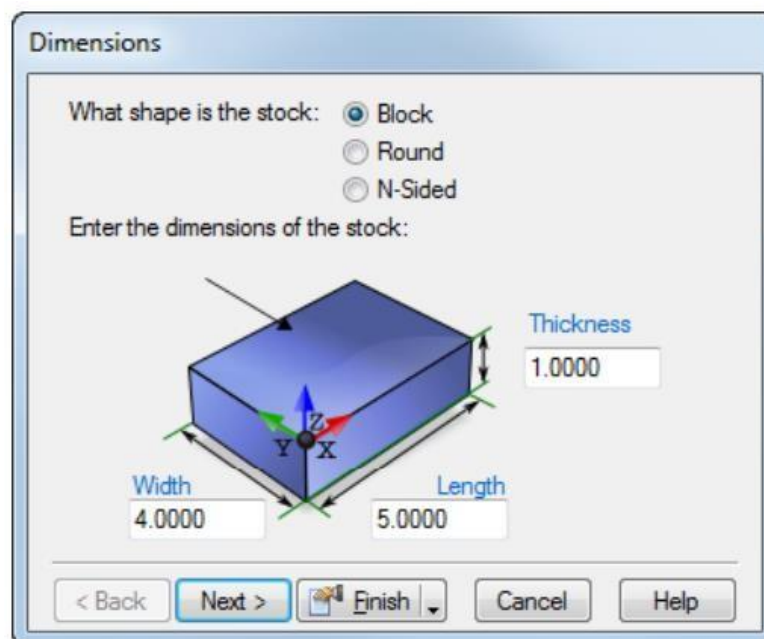 Dimensions
What shape is the stock: Block
Round
N-Sided
Enter the dimensions of the stock:
Thickness
1.0000
Z
Y X
Width Length
4.0000 5.0000
< Back Next > Finish Cancel Help